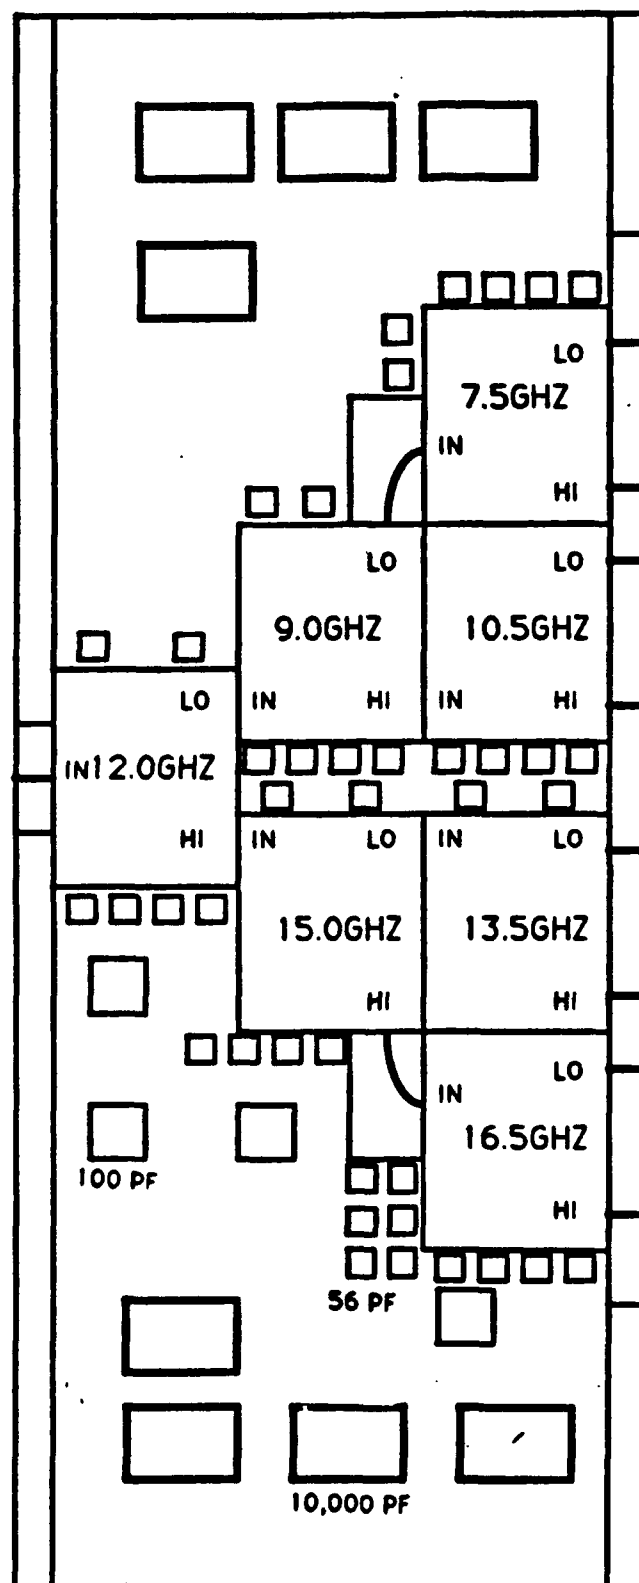 LO
7.5GHZ
IN
HI
LO
9.0GHZ
IN
HI
LO
10.5GHZ
IN
HI
LO
IN12.0GHZ
HI
IN
LO
15.0GHZ
HI
IN
LO
13.5GHZ
HI
LO
IN
16.5GHZ
HI
100 PF
56 PF
10,000 PF